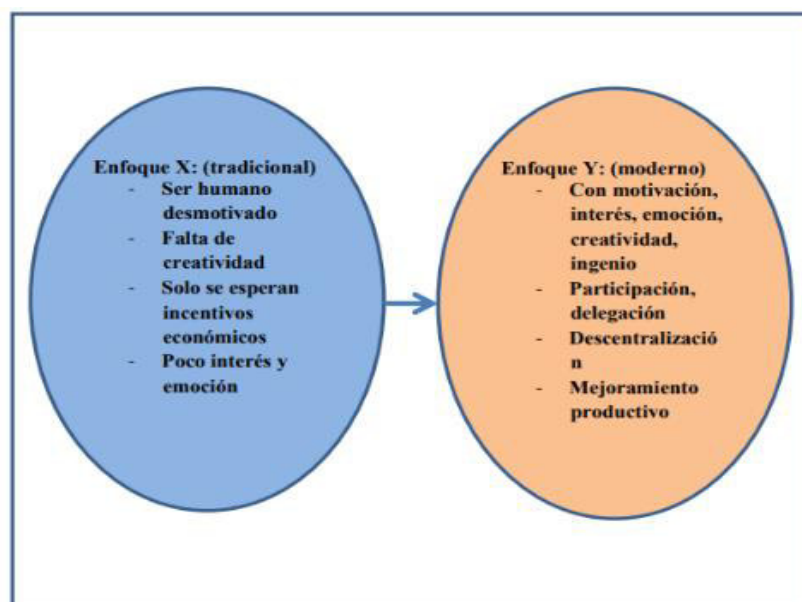 Enfoque X: (tradicional)
- Ser humano
desmotivado
- Falta de
creatividad
- Solo se esperan
incentivos
económicos
- Poco interés y
emoción
Enfoque Y: (moderno)
- Con motivación,
interés, emoción,
creatividad,
ingenio
- Participación,
delegación
- Descentralizació
n
- Mejoramiento
productivo